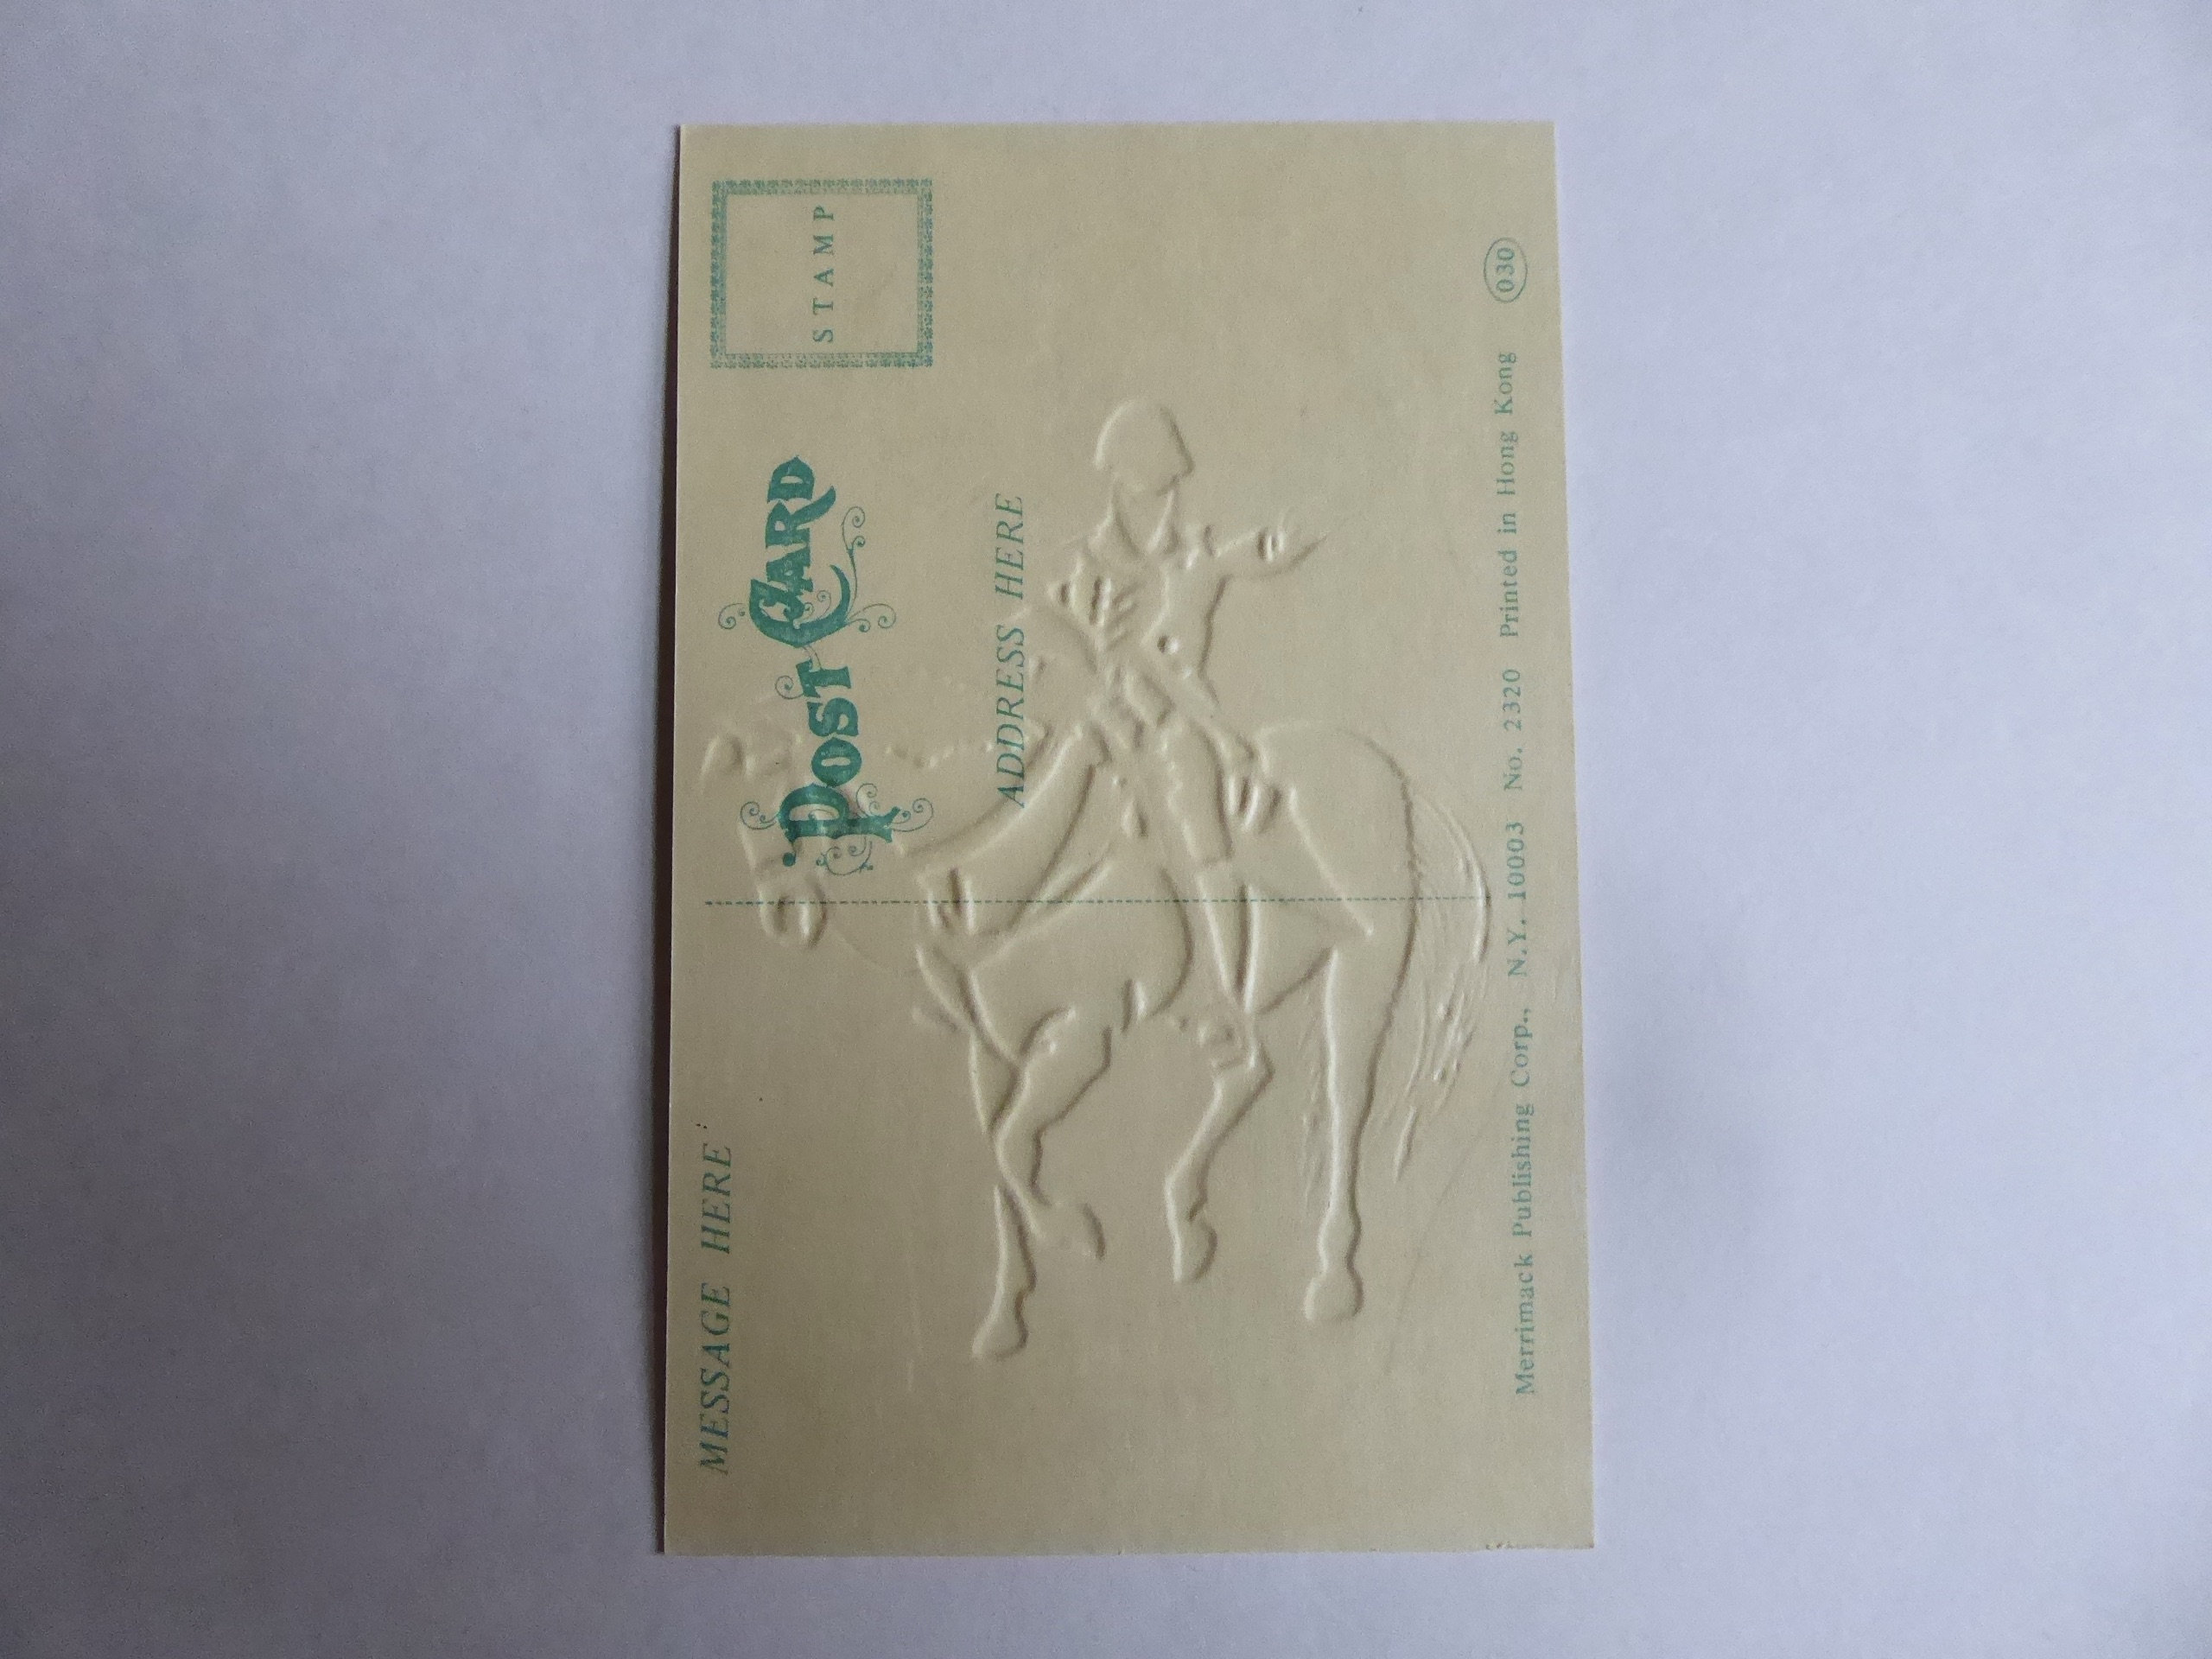 STAMP
POST CARD
ADDRESS HERE
MESSAGE HERE
Merrimack Publishing Corp., N.Y. 10003 No. 2320 Printed in Hong Kong 030